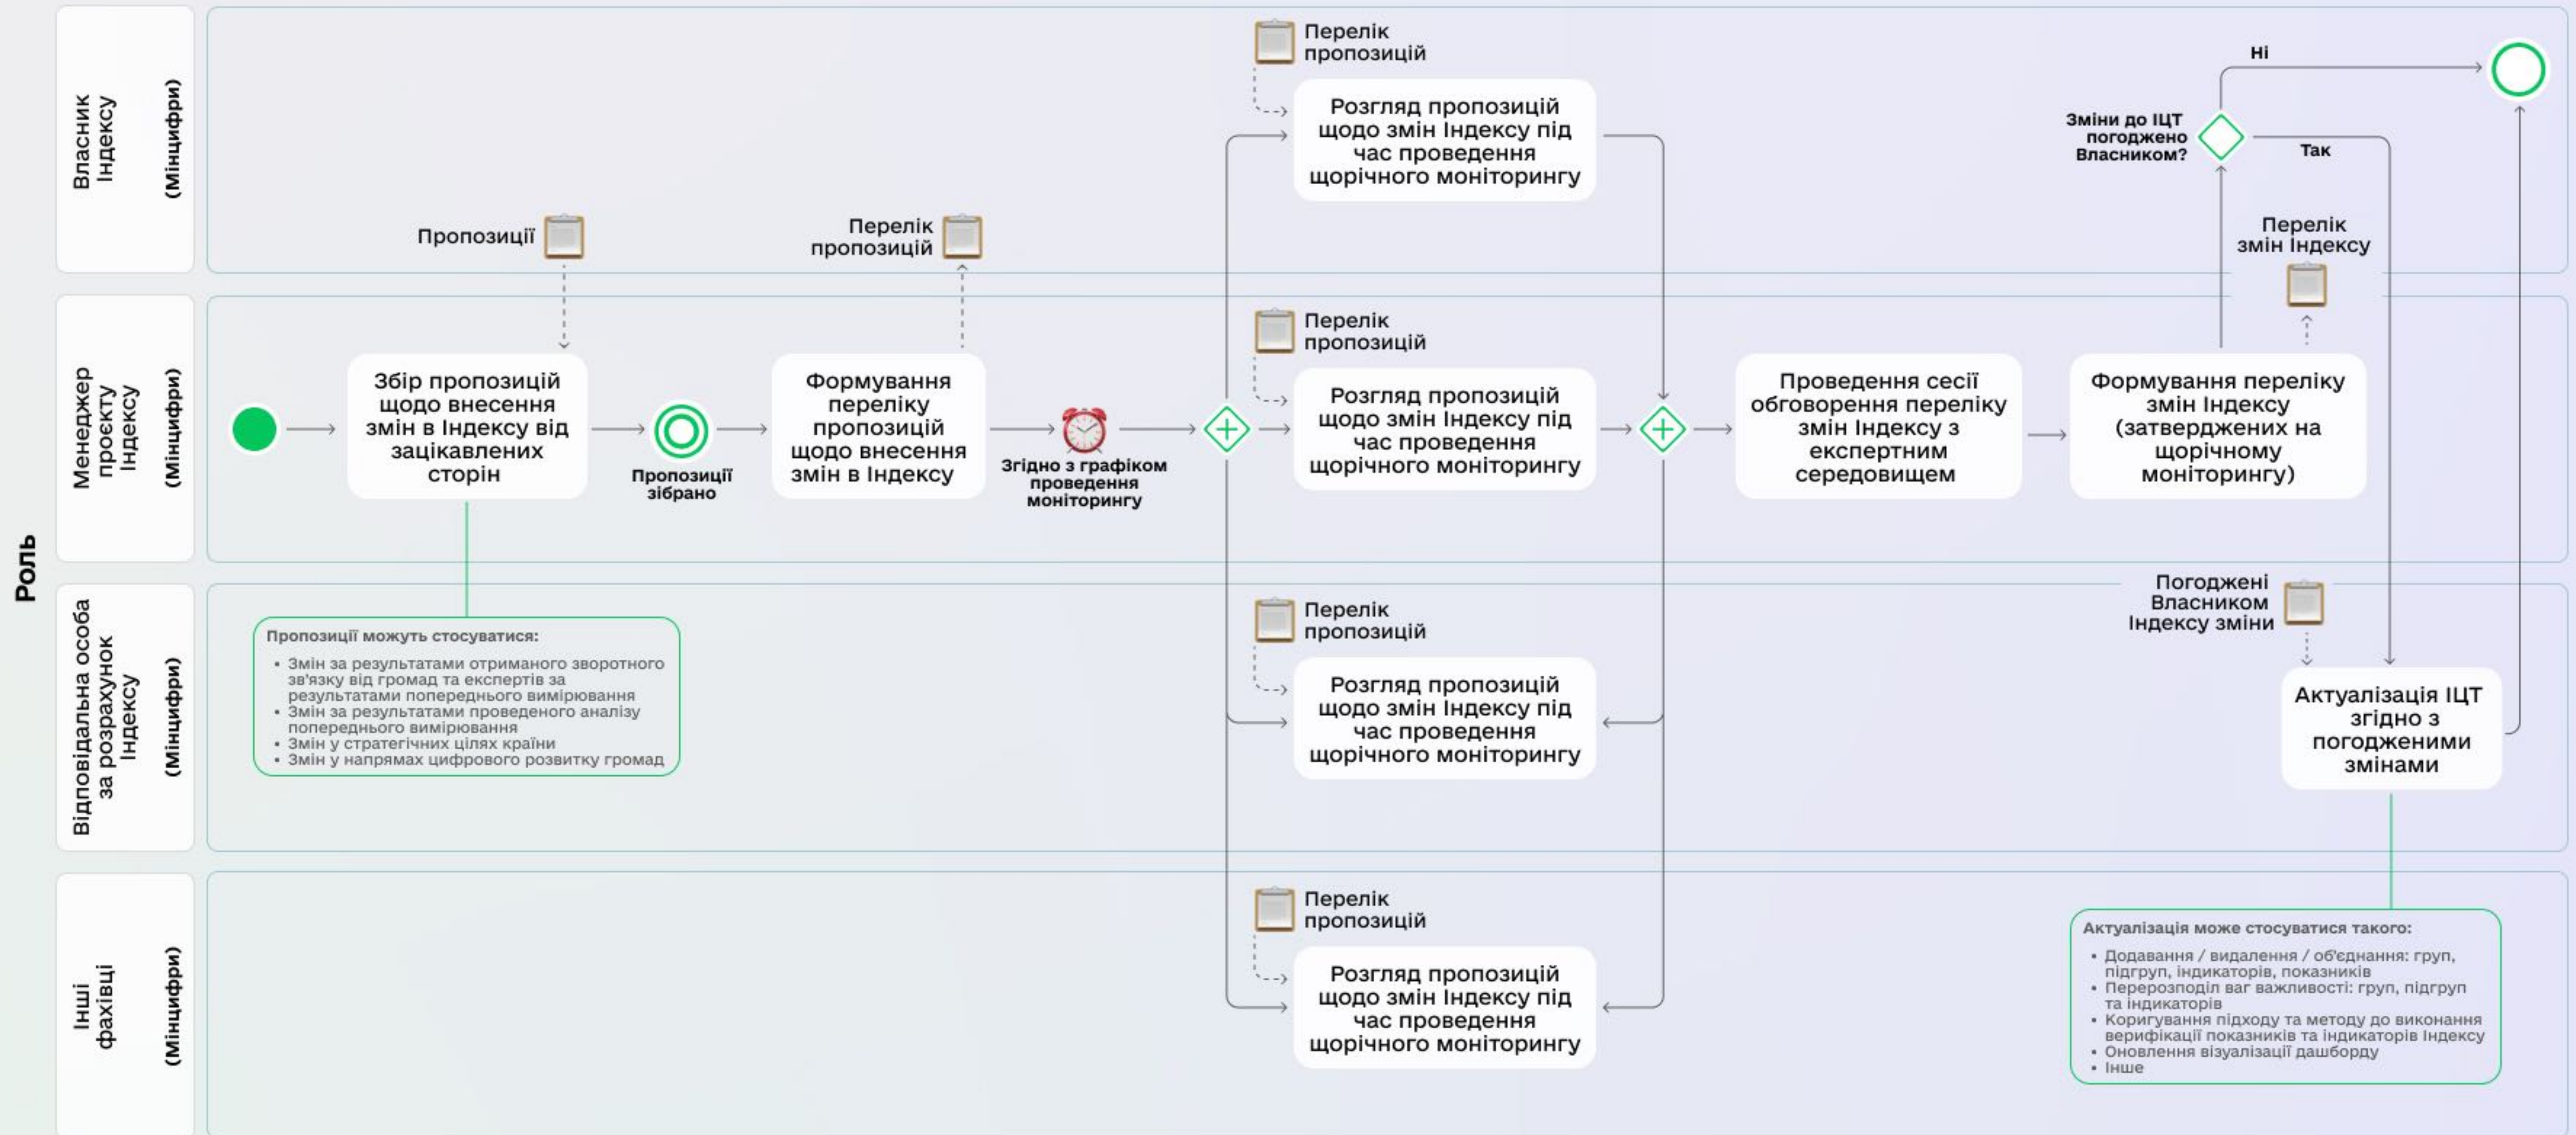 Роль
Власник
Індексу
(Мінцифри)
Пропозиції
Перелік
пропозицій
Перелік
пропозицій
Розгляд пропозицій
щодо змін Індексу під
час проведення
щорічного моніторингу
Зміни до ІЦТ
погоджено
Власником?
Ні
Так
Перелік
змін Індексу
Менеджер
проєкту
Індексу
(Мінцифри)
Збір пропозицій
щодо внесення
змін в Індексу від
зацікавлених
сторін
Пропозиції
зібрано
Формування
переліку
пропозицій
щодо внесення
змін в Індексу
Згідно з графіком
проведення
моніторингу
Перелік
пропозицій
Розгляд пропозицій
щодо змін Індексу під
час проведення
щорічного моніторингу
Проведення сесії
обговорення переліку
змін Індексу з
експертним
середовищем
Формування переліку
змін Індексу
(затверджених на
щорічному
моніторингу)
Відповідальна особа
за розрахунок
Індексу
(Мінцифри)
Пропозиції можуть стосуватися:
• Змін за результатами отриманого зворотного
зв'язку від громад та експертів за
результатами попереднього вимірювання
• Змін за результатами проведеного аналізу
попереднього вимірювання
• Змін у стратегічних цілях країни
• Змін у напрямах цифрового розвитку громад
Перелік
пропозицій
Розгляд пропозицій
щодо змін Індексу під
час проведення
щорічного моніторингу
Погоджені
Власником
Індексу зміни
Актуалізація ІЦТ
згідно з
погодженими
змінами
Інші
фахівці
(Мінцифри)
Перелік
пропозицій
Розгляд пропозицій
щодо змін Індексу під
час проведення
щорічного моніторингу
Актуалізація може стосуватися такого:
• Додавання / видалення / об'єднання: груп,
підгруп, індикаторів, показників
• Перерозподіл ваг важливості: груп, підгруп
та індикаторів
• Коригування підходу та методу до виконання
верифікації показників та індикаторів Індексу
• Оновлення візуалізації дашборду
• Інше